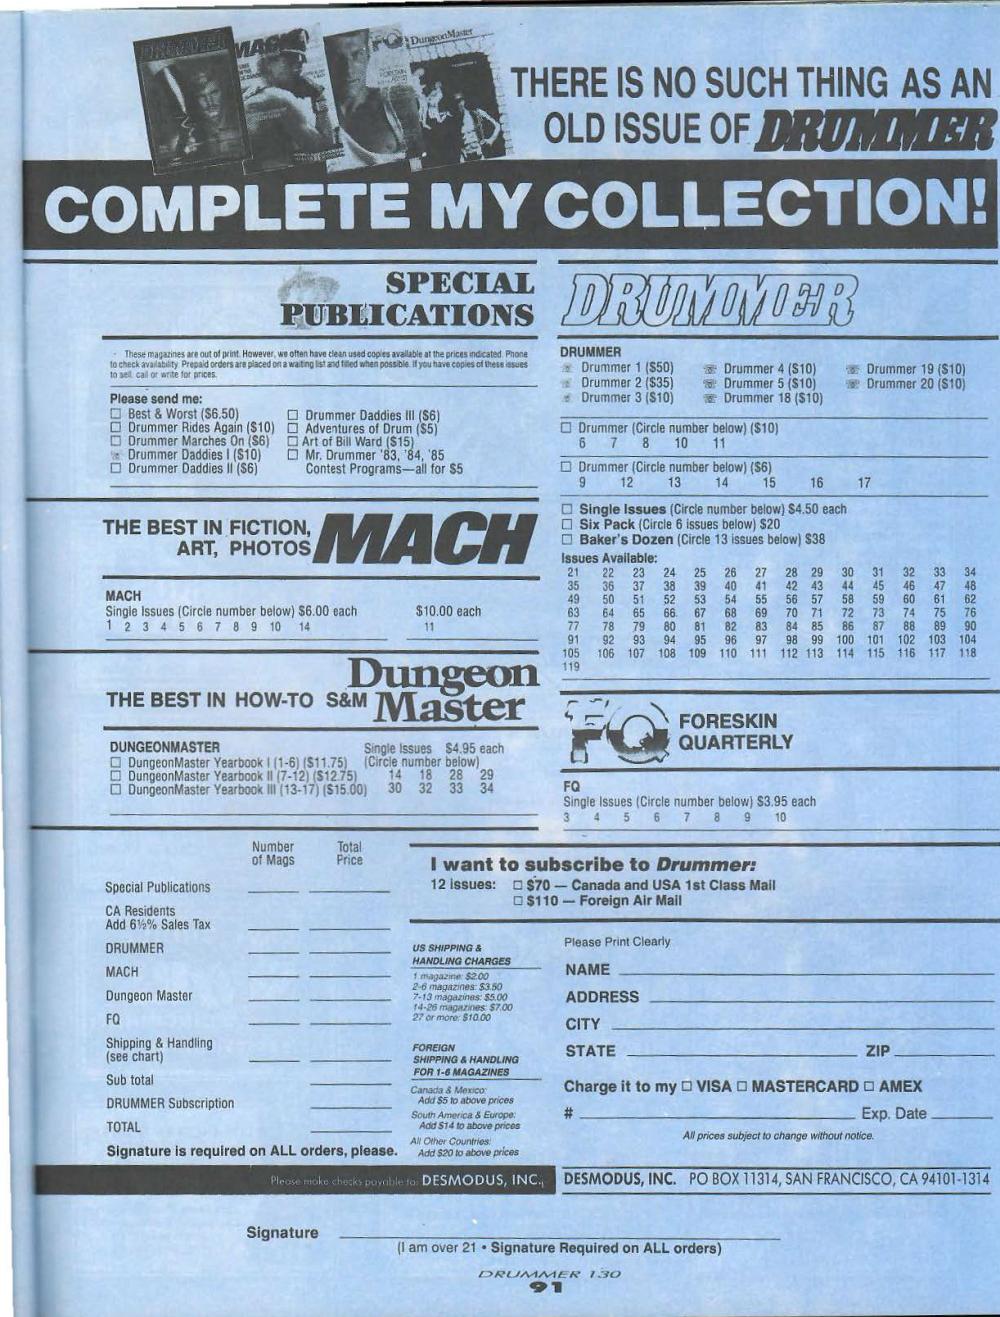 DRUMMER
MACH
FQ
DungeonMaster
THERE IS NO SUCH THING AS AN
OLD ISSUE OF DRUMMER
COMPLETE MY COLLECTION!
SPECIAL
PUBLICATIONS
These magazines are out of print. However, we often have clean used copies available at the prices indicated. Phone
to check availability. Prepaid orders are placed on a waiting list and filled when possible. If you have copies of these issues
to sell, call or write for prices.
Please send me:
☐ Best & Worst ($6.50)
☐ Drummer Rides Again ($10)
☐ Drummer Marches On ($6)
☏ Drummer Daddies I ($10)
☐ Drummer Daddies II ($6)
☐ Drummer Daddies III ($6)
☐ Adventures of Drum ($5)
☐ Art of Bill Ward ($15)
☐ Mr. Drummer '83, '84, '85
Contest Programs—all for $5
THE BEST IN FICTION,
ART, PHOTOS MACH
MACH
Single Issues (Circle number below) $6.00 each
1 2 3 4 5 6 7 8 9 10 14
$10.00 each
11
THE BEST IN HOW-TO S&M Dungeon
Master
DUNGEONMASTER
☐ DungeonMaster Yearbook I (1-6) ($11.75)
☐ DungeonMaster Yearbook II (7-12) ($12.75)
☐ DungeonMaster Yearbook III (13-17) ($15.00)
Single Issues $4.95 each
(Circle number below)
14 18 28 29
30 32 33 34
DRUMMER
DRUMMER
☏ Drummer 1 ($50)
☏ Drummer 2 ($35)
☏ Drummer 3 ($10)
☏ Drummer 4 ($10)
☏ Drummer 5 ($10)
☏ Drummer 18 ($10)
☏ Drummer 19 ($10)
☏ Drummer 20 ($10)
☐ Drummer (Circle number below) ($10)
6 7 8 10 11
☐ Drummer (Circle number below) ($6)
9 12 13 14 15 16 17
☐ Single Issues (Circle number below) $4.50 each
☐ Six Pack (Circle 6 issues below) $20
☐ Baker's Dozen (Circle 13 issues below) $38
Issues Available:
21 22 23 24 25 26 27 28 29 30 31 32 33 34
35 36 37 38 39 40 41 42 43 44 45 46 47 48
49 50 51 52 53 54 55 56 57 58 59 60 61 62
63 64 65 66 67 68 69 70 71 72 73 74 75 76
77 78 79 80 81 82 83 84 85 86 87 88 89 90
91 92 93 94 95 96 97 98 99 100 101 102 103 104
105 106 107 108 109 110 111 112 113 114 115 116 117 118
119
FQ FORESKIN
QUARTERLY
FQ
Single Issues (Circle number below) $3.95 each
3 4 5 6 7 8 9 10
Number
of Mags
Total
Price
Special Publications
CA Residents
Add 6½% Sales Tax
DRUMMER
MACH
Dungeon Master
FQ
Shipping & Handling
(see chart)
Sub total
DRUMMER Subscription
TOTAL
Signature is required on ALL orders, please.
I want to subscribe to Drummer:
12 issues: ☐ $70 — Canada and USA 1st Class Mail
☐ $110 — Foreign Air Mail
US SHIPPING &
HANDLING CHARGES
1 magazine: $2.00
2-6 magazines: $3.50
7-13 magazines: $5.00
14-26 magazines: $7.00
27 or more: $10.00
FOREIGN
SHIPPING & HANDLING
FOR 1-6 MAGAZINES
Canada & Mexico:
Add $5 to above prices
South America & Europe:
Add $14 to above prices
All Other Countries:
Add $20 to above prices
Please Print Clearly
NAME
ADDRESS
CITY
STATE ZIP
Charge it to my ☐ VISA ☐ MASTERCARD ☐ AMEX
# Exp. Date
All prices subject to change without notice.
Please make checks payable to: DESMODUS, INC.
DESMODUS, INC. PO BOX 11314, SAN FRANCISCO, CA 94101-1314
Signature
(I am over 21 • Signature Required on ALL orders)
DRUMMER 130
91